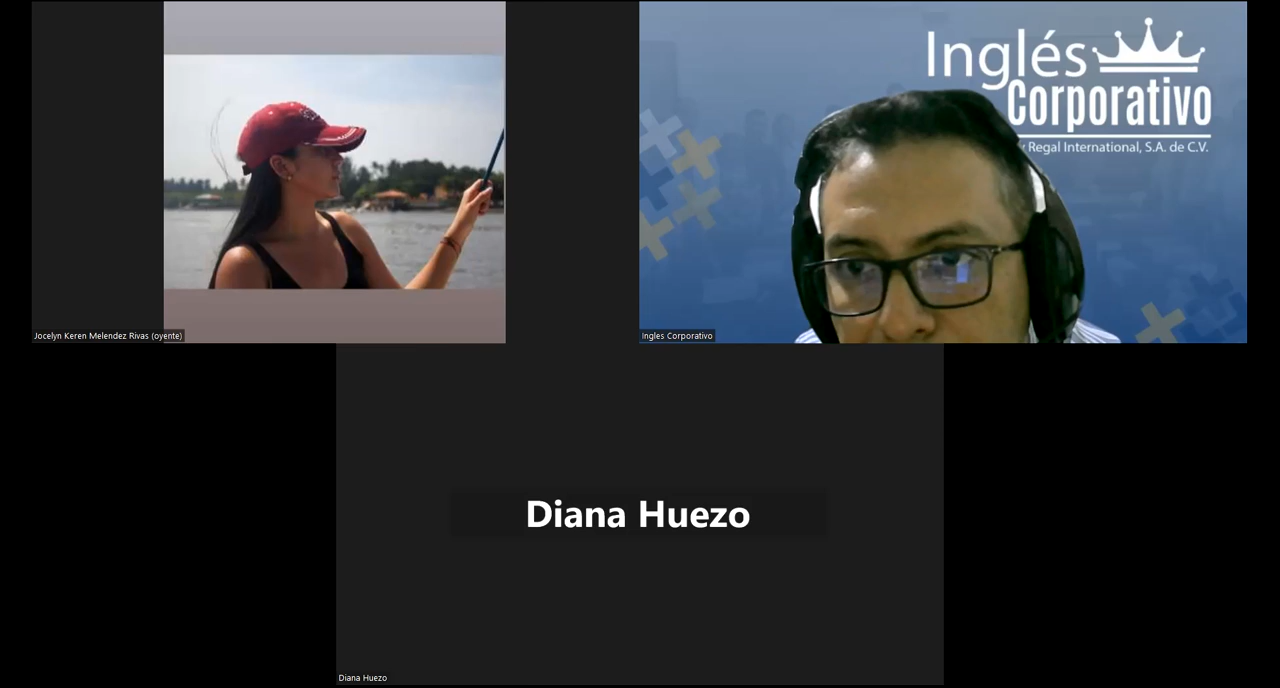 Inglés
Corporativo
Regal International, S.A. de C.V.
Jocelyn Keren Melendez Rivas (oyente)
Ingles Corporativo
Diana Huezo
Diana Huezo